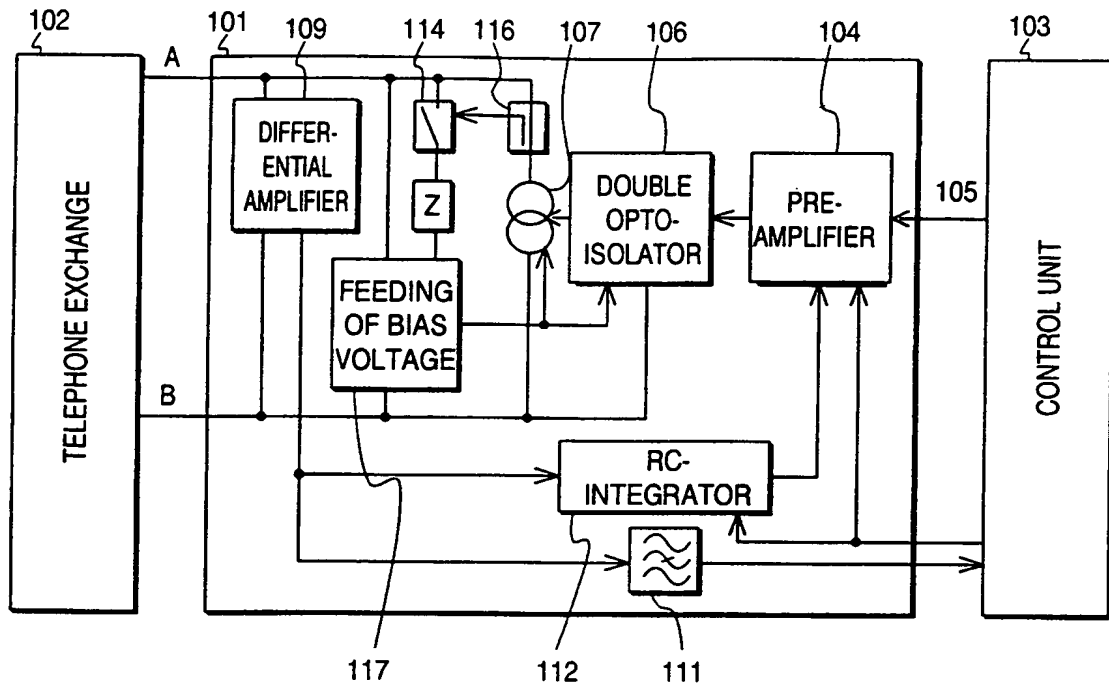 102
101
109
114
116
107
106
104
103
A
DIFFER-
ENTIAL
AMPLIFIER
Z
DOUBLE
OPTO-
ISOLATOR
PRE-
AMPLIFIER
105
TELEPHONE EXCHANGE
CONTROL UNIT
FEEDING
OF BIAS
VOLTAGE
B
RC-
INTEGRATOR
117
112
111